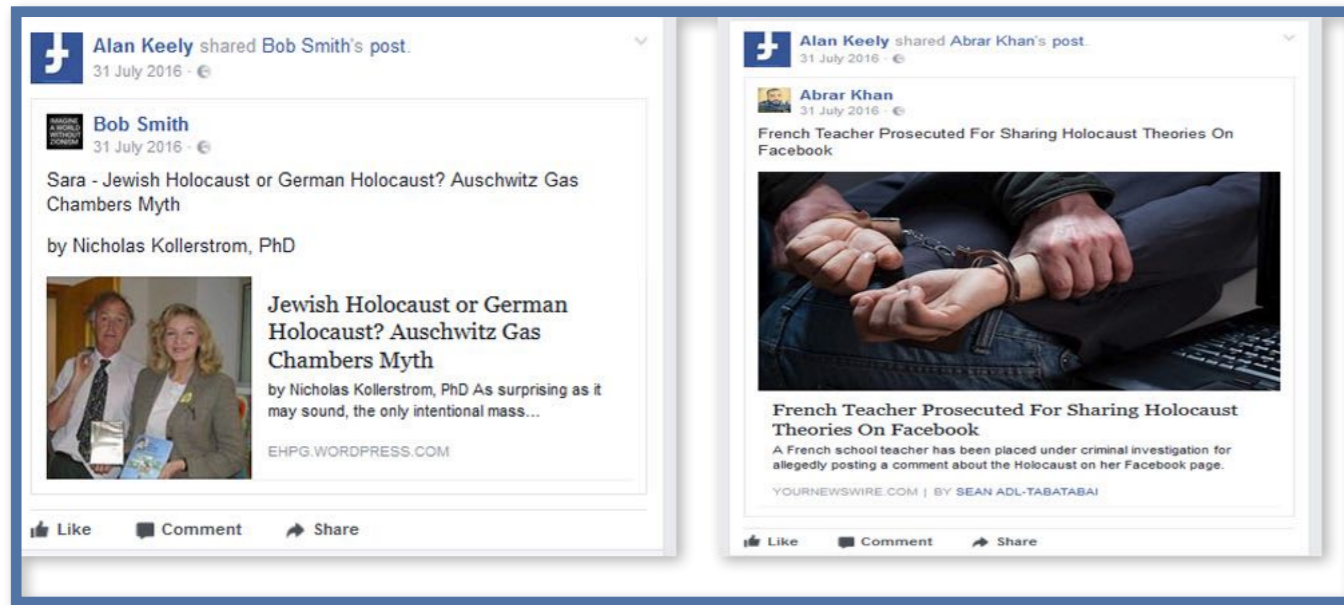 Alan Keely shared Bob Smith's post.
31 July 2016 ·
IMAGINE
A WORLD
WITHOUT
ZIONISM
Bob Smith
31 July 2016 ·
Sara - Jewish Holocaust or German Holocaust? Auschwitz Gas
Chambers Myth
by Nicholas Kollerstrom, PhD
Jewish Holocaust or German
Holocaust? Auschwitz Gas
Chambers Myth
by Nicholas Kollerstrom, PhD As surprising as it
may sound, the only intentional mass...
EHPG.WORDPRESS.COM
Like Comment Share
Alan Keely shared Abrar Khan's post.
31 July 2016 ·
Abrar Khan
31 July 2016 ·
French Teacher Prosecuted For Sharing Holocaust Theories On
Facebook
French Teacher Prosecuted For Sharing Holocaust
Theories On Facebook
A French school teacher has been placed under criminal investigation for
allegedly posting a comment about the Holocaust on her Facebook page.
YOURNEWSWIRE.COM | BY SEAN ADL-TABATABAI
Like Comment Share